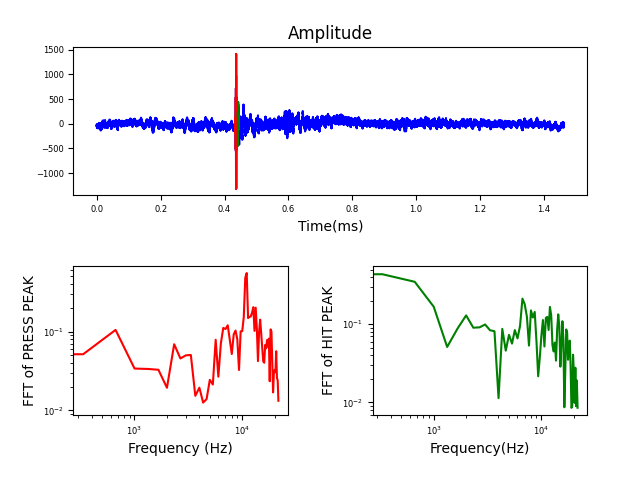 Amplitude
1500
1000
500
0
−500
−1000
0.0 0.2 0.4 0.6 0.8 1.0 1.2 1.4
Time(ms)
FFT of PRESS PEAK
10⁻¹
10⁻²
10³ 10⁴
Frequency (Hz)
FFT of HIT PEAK
10⁻¹
10⁻²
10³ 10⁴
Frequency(Hz)